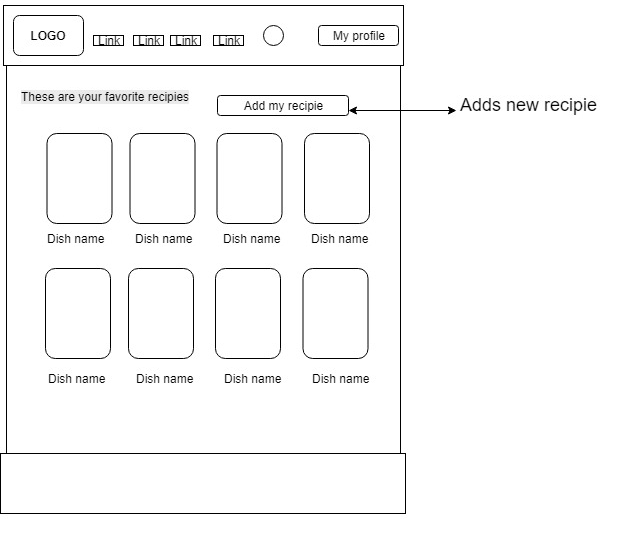 LOGO
Link Link Link Link
My profile
These are your favorite recipies
Add my recipie
Adds new recipie
Dish name Dish name Dish name Dish name
Dish name Dish name Dish name Dish name